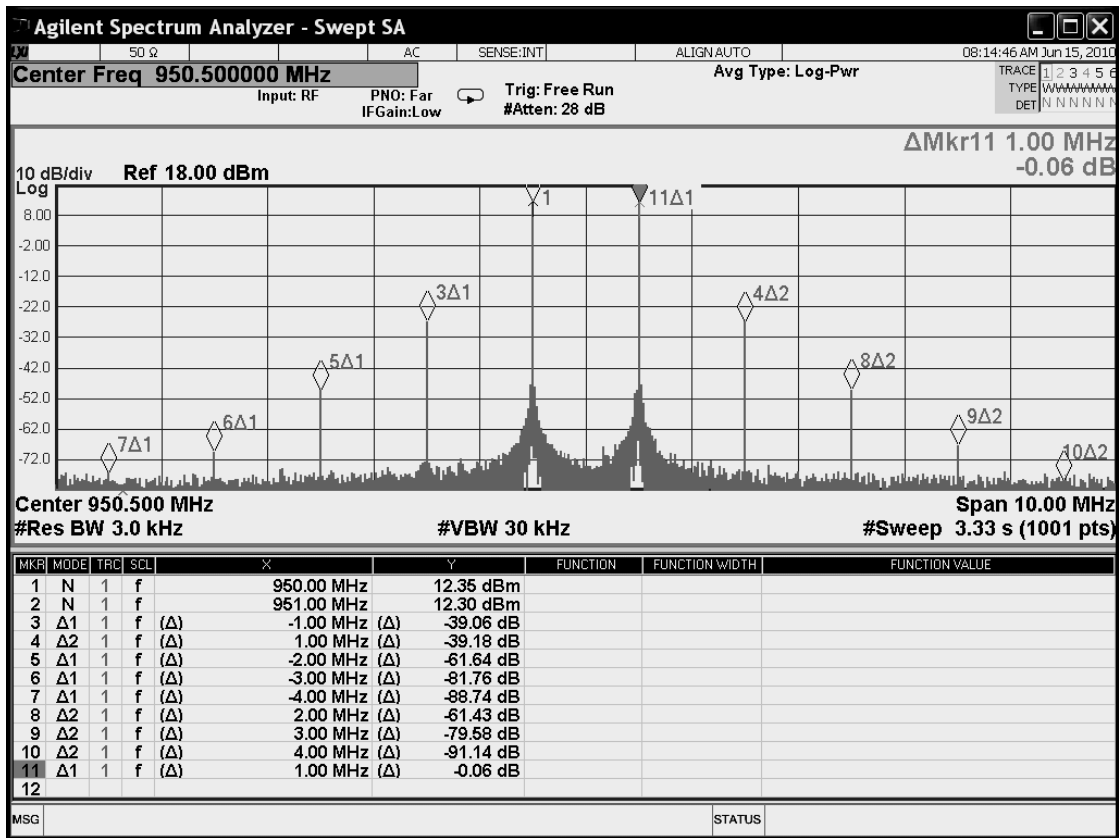 Agilent Spectrum Analyzer - Swept SA
LXI 50 Ω AC SENSE:INT ALIGN AUTO 08:14:46 AM Jun 15, 2010
Center Freq 950.500000 MHz Avg Type: Log-Pwr TRACE 1 2 3 4 5 6
Input: RF PNO: Far Trig: Free Run TYPE
IFGain:Low #Atten: 28 dB DET N N N N N N
ΔMkr11 1.00 MHz
-0.06 dB
10 dB/div Ref 18.00 dBm
Log
1 11Δ1
8.00
-2.00
-12.0
3Δ1 4Δ2
-22.0
-32.0
5Δ1 8Δ2
-42.0
-52.0
6Δ1 9Δ2
-62.0
7Δ1 10Δ2
-72.0
Center 950.500 MHz Span 10.00 MHz
#Res BW 3.0 kHz #VBW 30 kHz #Sweep 3.33 s (1001 pts)
MKR MODE TRC SCL X Y FUNCTION FUNCTION WIDTH FUNCTION VALUE
1 N 1 f 950.00 MHz 12.35 dBm
2 N 1 f 951.00 MHz 12.30 dBm
3 Δ1 1 f (Δ) -1.00 MHz (Δ) -39.06 dB
4 Δ2 1 f (Δ) 1.00 MHz (Δ) -39.18 dB
5 Δ1 1 f (Δ) -2.00 MHz (Δ) -61.64 dB
6 Δ1 1 f (Δ) -3.00 MHz (Δ) -81.76 dB
7 Δ1 1 f (Δ) -4.00 MHz (Δ) -88.74 dB
8 Δ2 1 f (Δ) 2.00 MHz (Δ) -61.43 dB
9 Δ2 1 f (Δ) 3.00 MHz (Δ) -79.58 dB
10 Δ2 1 f (Δ) 4.00 MHz (Δ) -91.14 dB
11 Δ1 1 f (Δ) 1.00 MHz (Δ) -0.06 dB
12
MSG STATUS